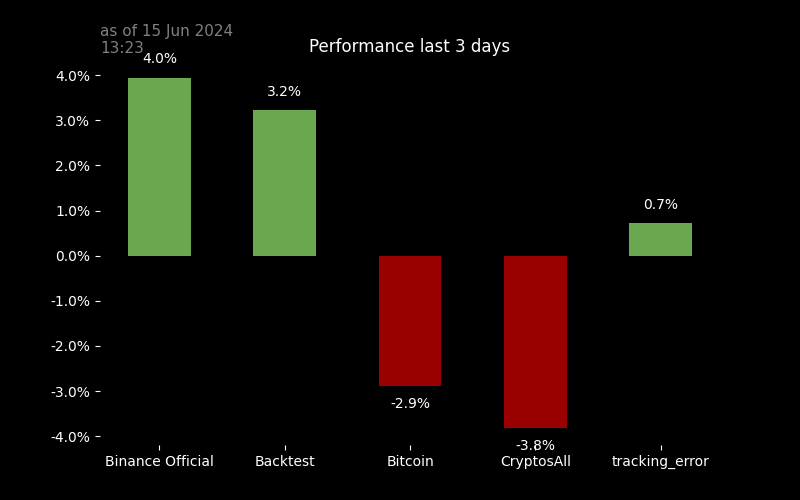 as of 15 Jun 2024
13:23
Performance last 3 days
4.0%
3.2%
-2.9%
-3.8%
0.7%
4.0%
3.0%
2.0%
1.0%
0.0%
-1.0%
-2.0%
-3.0%
-4.0%
Binance Official
Backtest
Bitcoin
CryptosAll
tracking_error